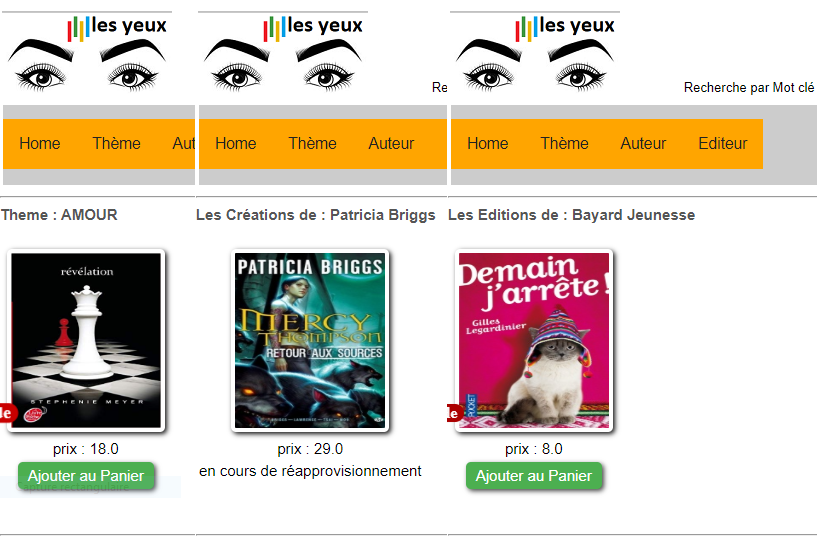 les yeux
Home Thème Aut
Theme : AMOUR
révélation
STEPHENIE MEYER
prix : 18.0
Ajouter au Panier
les yeux
Re
Home Thème Auteur
Les Créations de : Patricia Briggs
PATRICIA BRIGGS
MERCY
THOMPSON
RETOUR AUX SOURCES
prix : 29.0
en cours de réapprovisionnement
les yeux
Recherche par Mot clé
Home Thème Auteur Editeur
Les Editions de : Bayard Jeunesse
Demain
j'arrête !
Gilles
Legardinier
POCKET
prix : 8.0
Ajouter au Panier